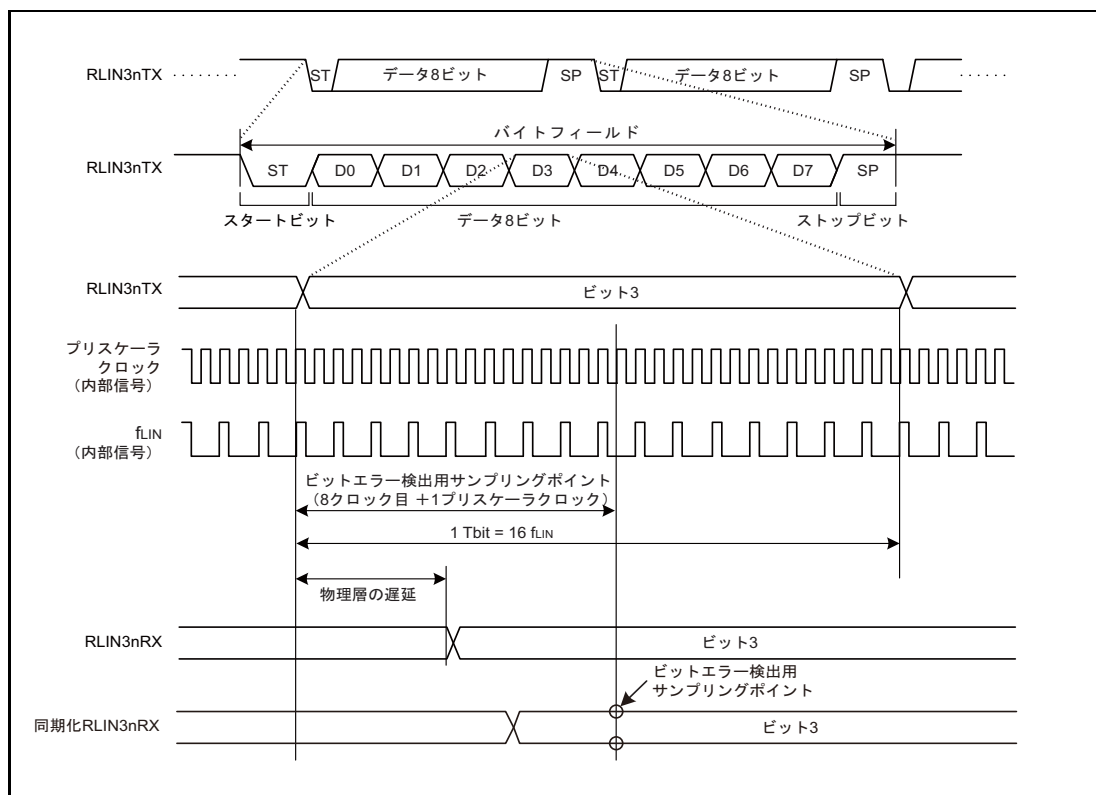 RLIN3nTX
ST
データ8ビット
SP
ST
データ8ビット
SP
バイトフィールド
RLIN3nTX
ST
D0
D1
D2
D3
D4
D5
D6
D7
SP
スタートビット
データ8ビット
ストップビット
RLIN3nTX
ビット3
プリスケーラ
クロック
（内部信号）
fLIN
（内部信号）
ビットエラー検出用サンプリングポイント
（8クロック目 ＋1プリスケーラクロック）
1 Tbit = 16 fLIN
物理層の遅延
RLIN3nRX
ビット3
ビットエラー検出用
サンプリングポイント
同期化RLIN3nRX
ビット3